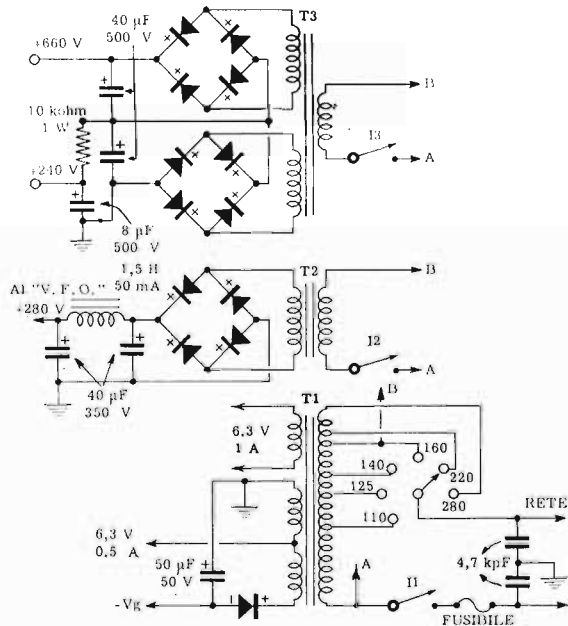 T3
40 µF
500 V
+660 V
10 kohm
1 W
+240 V
8 µF
500 V
B
I3
A
1,5 H
50 mA
Al "V. F. O."
+280 V
40 µF
350 V
T2
B
I2
A
T1
B
6,3 V
1 A
160
140
220
125
280
110
RETE
6,3 V
0.5 A
50 µF
50 V
A
I1
4,7 kpF
-Vg
FUSIBILE